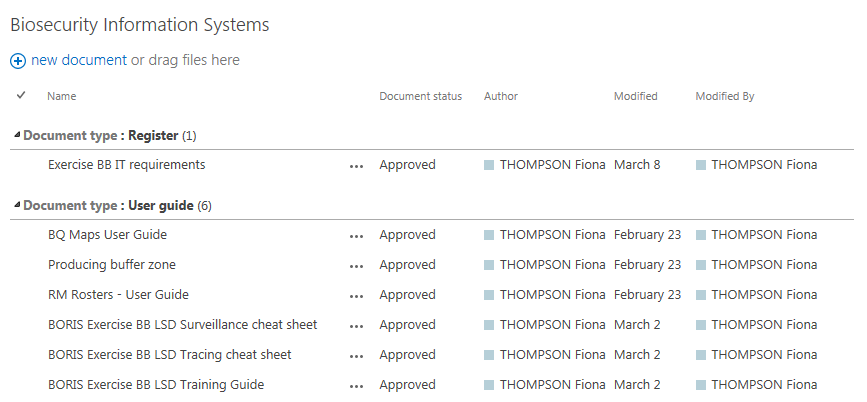 Biosecurity Information Systems
new document or drag files here
Name Document status Author Modified Modified By
Document type : Register (1)
Exercise BB IT requirements ... Approved THOMPSON Fiona March 8 THOMPSON Fiona
Document type : User guide (6)
BQ Maps User Guide ... Approved THOMPSON Fiona February 23 THOMPSON Fiona
Producing buffer zone ... Approved THOMPSON Fiona February 23 THOMPSON Fiona
RM Rosters - User Guide ... Approved THOMPSON Fiona February 23 THOMPSON Fiona
BORIS Exercise BB LSD Surveillance cheat sheet ... Approved THOMPSON Fiona March 2 THOMPSON Fiona
BORIS Exercise BB LSD Tracing cheat sheet ... Approved THOMPSON Fiona March 2 THOMPSON Fiona
BORIS Exercise BB LSD Training Guide ... Approved THOMPSON Fiona March 2 THOMPSON Fiona